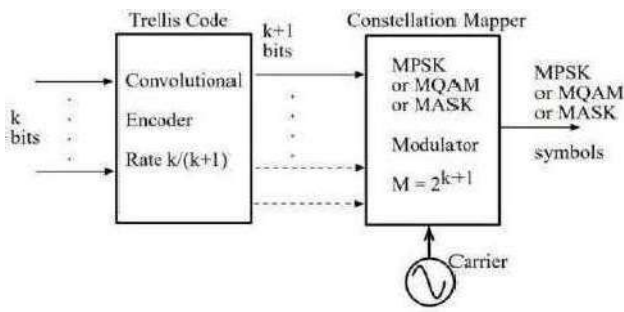 Trellis Code
Constellation Mapper
k+1
bits
k
bits
Convolutional
Encoder
Rate k/(k+1)
MPSK
or MQAM
or MASK
Modulator
M = 2^{k+1}
MPSK
or MQAM
or MASK
symbols
Carrier